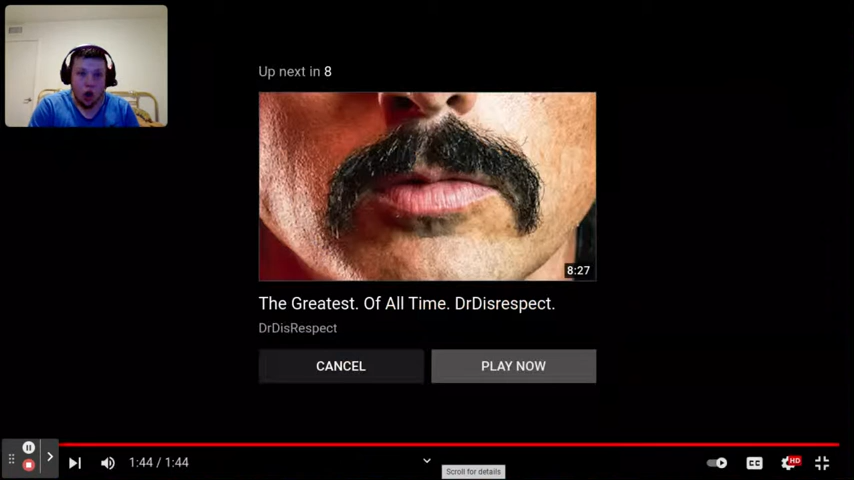 Up next in 8
8:27
The Greatest. Of All Time. DrDisrespect.
DrDisRespect
CANCEL
PLAY NOW
1:44 / 1:44
CC
HD
Scroll for details